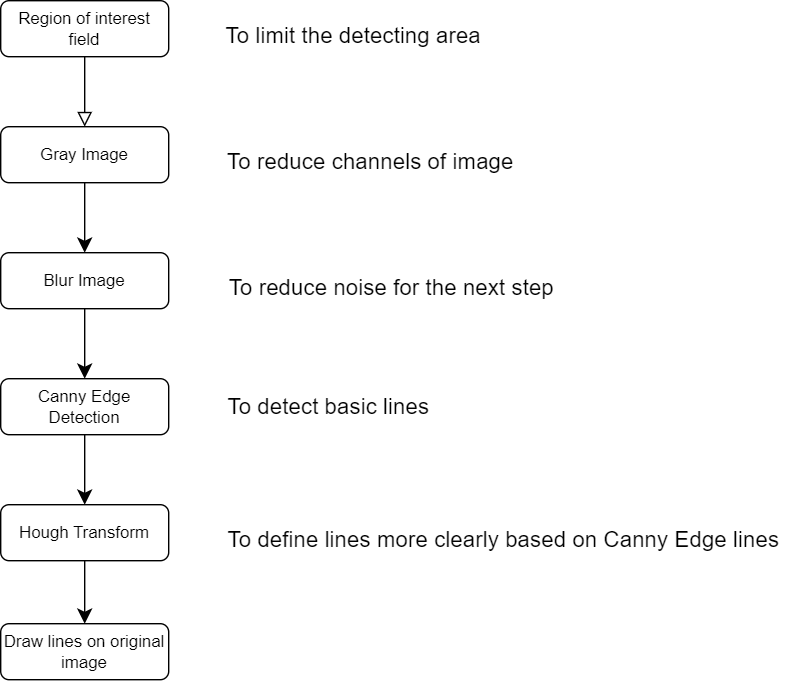 Region of interest
field
To limit the detecting area
Gray Image
To reduce channels of image
Blur Image
To reduce noise for the next step
Canny Edge
Detection
To detect basic lines
Hough Transform
To define lines more clearly based on Canny Edge lines
Draw lines on original
image